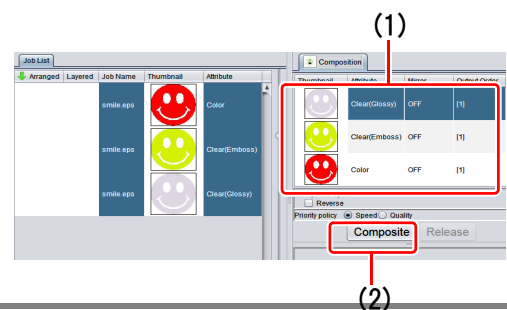 (1)
Job List
Composition
Arranged Layered Job Name Thumbnail Attribute
Thumbnail Attribute Mirror Output Order
smile.eps Color
Clear(Glossy) OFF [1]
smile.eps Clear(Emboss)
Clear(Emboss) OFF [1]
smile.eps Clear(Glossy)
Color OFF [1]
Reverse
Priority policy Speed Quality
Composite Release
(2)